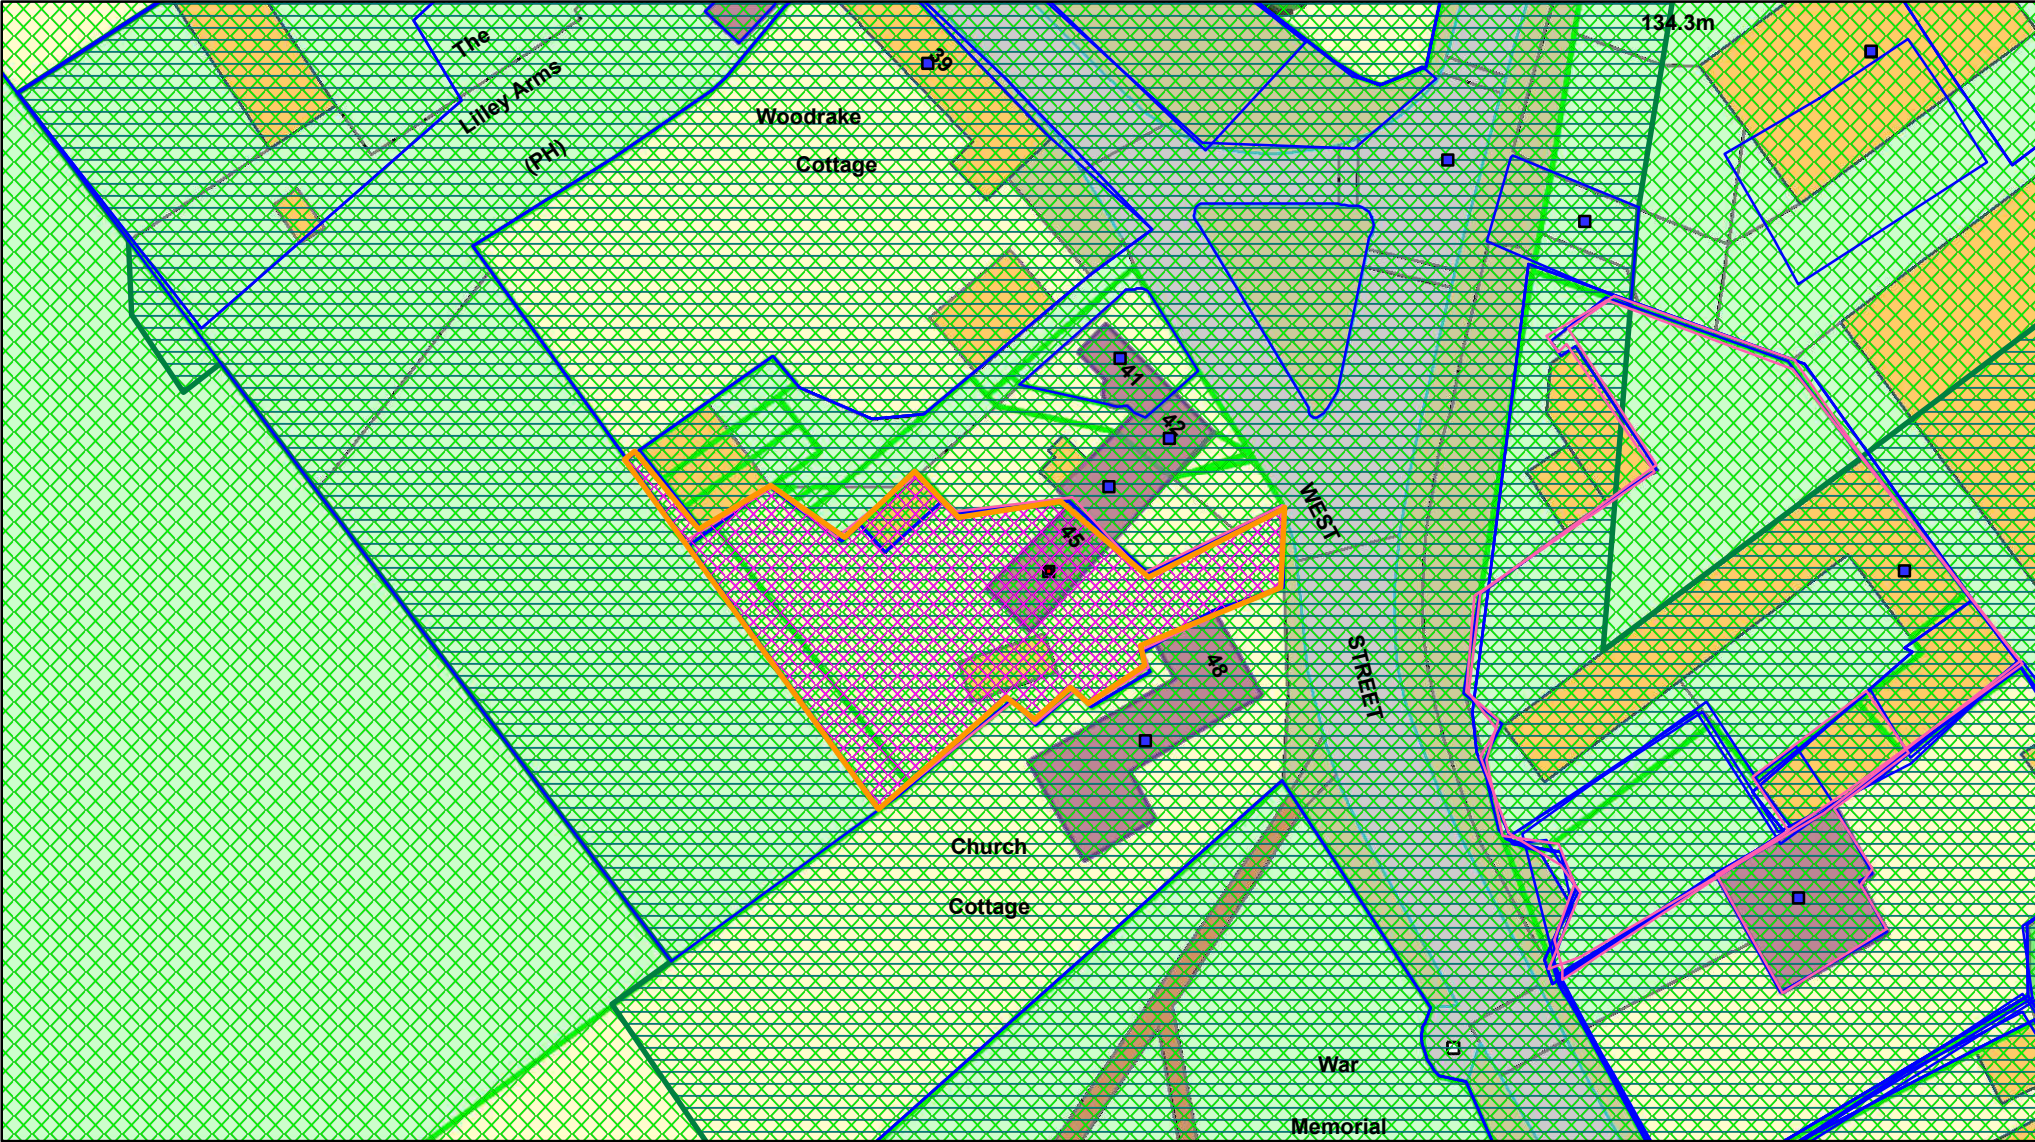 134.3m
The
Lilley Arms
(PH)
39
Woodrake
Cottage
41
42
45
WEST
STREET
48
Church
Cottage
War
Memorial